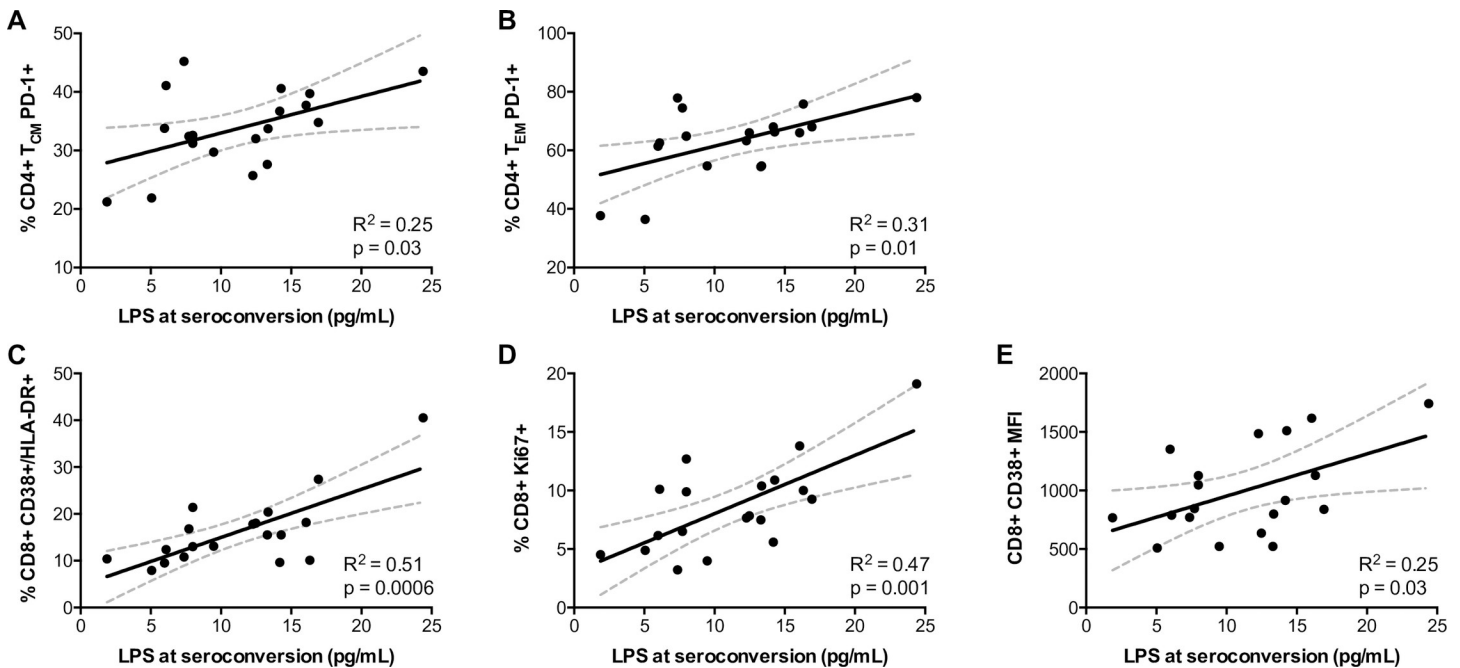 A
% CD4+ T_CM PD-1+
50
40
30
20
10
0 5 10 15 20 25
R² = 0.25
p = 0.03
LPS at seroconversion (pg/mL)
B
% CD4+ T_EM PD-1+
100
80
60
40
20
0 5 10 15 20 25
R² = 0.31
p = 0.01
LPS at seroconversion (pg/mL)
C
% CD8+ CD38+/HLA-DR+
50
40
30
20
10
0
0 5 10 15 20 25
R² = 0.51
p = 0.0006
LPS at seroconversion (pg/mL)
D
% CD8+ Ki67+
20
15
10
5
0
0 5 10 15 20 25
R² = 0.47
p = 0.001
LPS at seroconversion (pg/mL)
E
CD8+ CD38+ MFI
2000
1500
1000
500
0
0 5 10 15 20 25
R² = 0.25
p = 0.03
LPS at seroconversion (pg/mL)